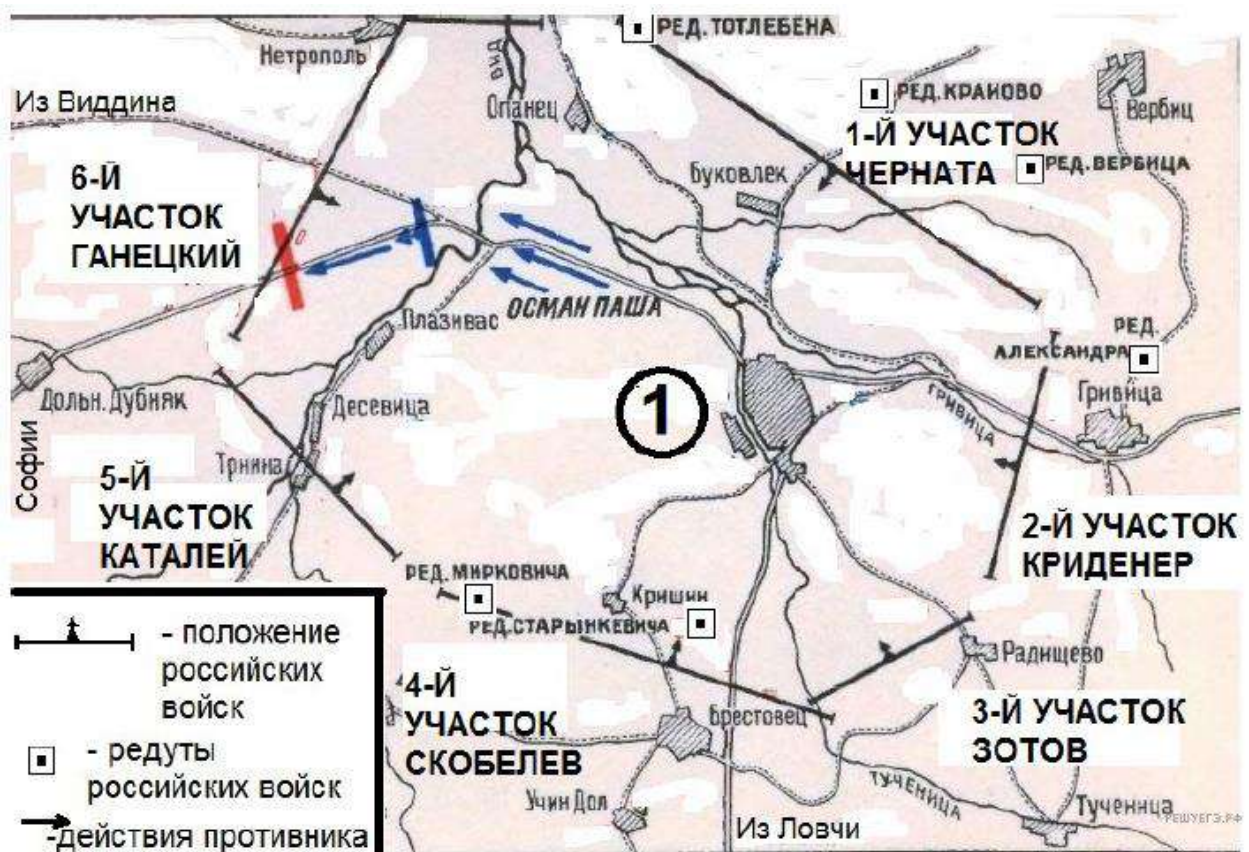 Нетрополь
РЕД. ТОТЛЕБЕНА
Из Виддина
Опанец
РЕД. КРАНОВО
Вербиц
1-Й УЧАСТОК
ЧЕРНАТА
РЕД. ВЕРБИЦА
Буковлек
6-Й
УЧАСТОК
ГАНЕЦКИЙ
ОСМАН ПАША
Плазивас
РЕД.
АЛЕКСАНДРА
Гривица
ГРИВИЦА
1
Дольн. Дубняк
Десевица
Софии
Трнина
5-Й
УЧАСТОК
КАТАЛЕЙ
2-Й УЧАСТОК
КРИДЕНЕР
РЕД. МИРКОВИЧА
Кришин
РЕД. СТАРЫНКЕВИЧА
Радищево
4-Й
УЧАСТОК
СКОБЕЛЕВ
Брестовец
3-Й УЧАСТОК
ЗОТОВ
Учин Дол
ТУЧЕНИЦА
Тученица
Из Ловчи
РЕШУЕГЭ.РФ
- положение
российских
войск
- редуты
российских войск
-действия противника